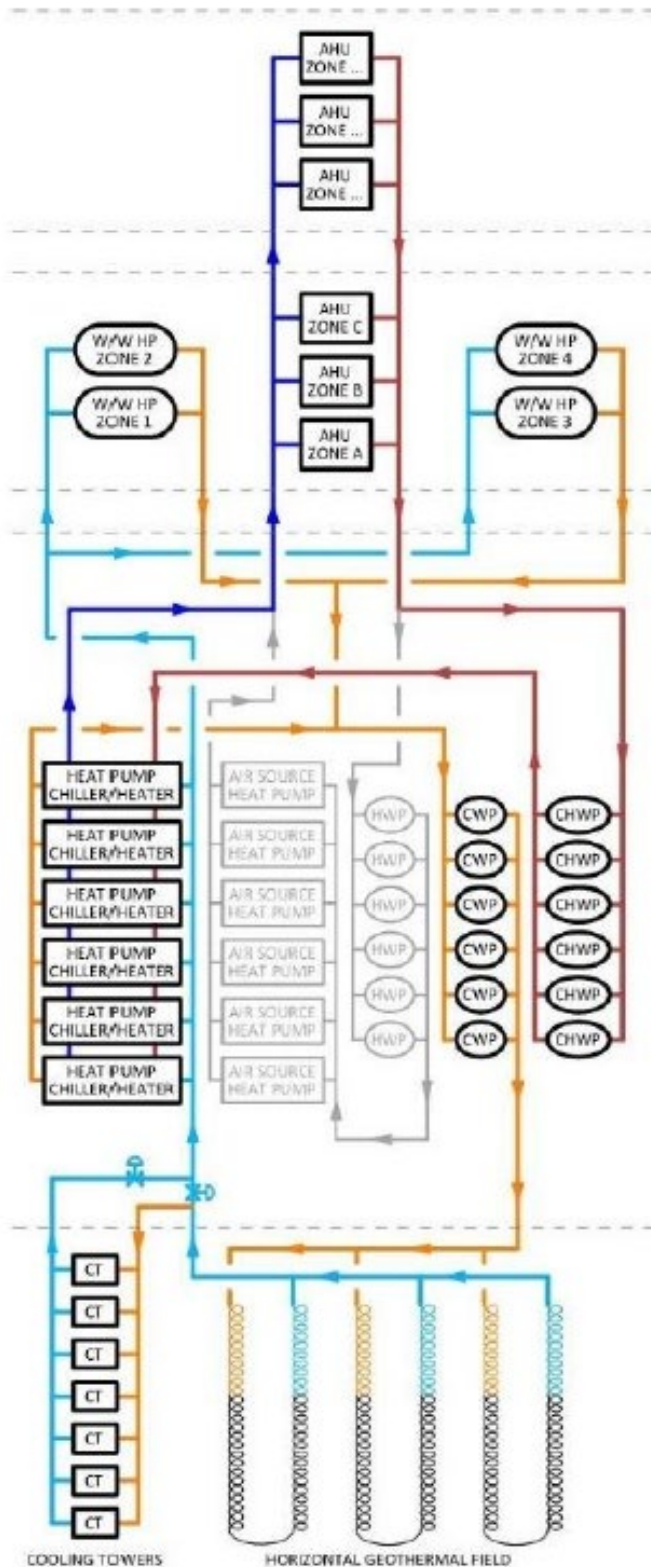 AHU
ZONE ...
AHU
ZONE ...
AHU
ZONE ...
W/W HP
ZONE 2
W/W HP
ZONE 1
AHU
ZONE C
AHU
ZONE B
AHU
ZONE A
W/W HP
ZONE 4
W/W HP
ZONE 3
HEAT PUMP
CHILLER/HEATER
HEAT PUMP
CHILLER/HEATER
HEAT PUMP
CHILLER/HEATER
HEAT PUMP
CHILLER/HEATER
HEAT PUMP
CHILLER/HEATER
HEAT PUMP
CHILLER/HEATER
AIR SOURCE
HEAT PUMP
AIR SOURCE
HEAT PUMP
AIR SOURCE
HEAT PUMP
AIR SOURCE
HEAT PUMP
AIR SOURCE
HEAT PUMP
AIR SOURCE
HEAT PUMP
HWP
HWP
HWP
HWP
HWP
HWP
CWP
CWP
CWP
CWP
CWP
CWP
CHWP
CHWP
CHWP
CHWP
CHWP
CHWP
CT
CT
CT
CT
CT
CT
CT
COOLING TOWERS
HORIZONTAL GEOTHERMAL FIELD